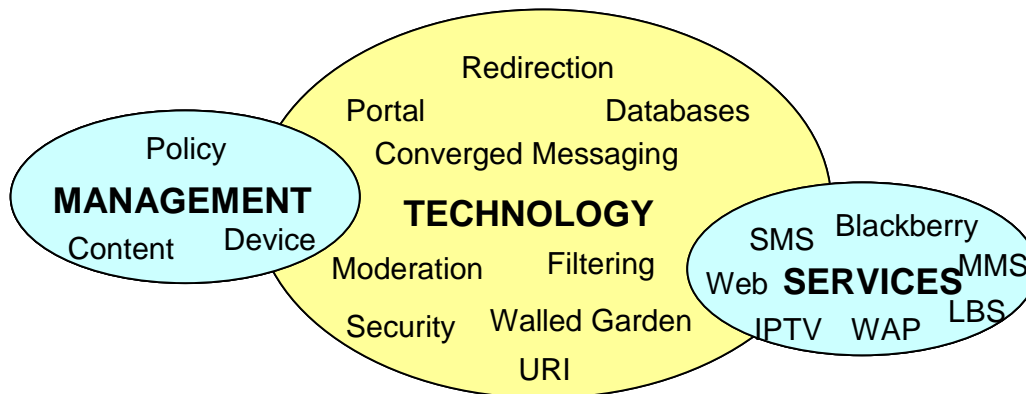 Redirection
Portal
Databases
Policy
Converged Messaging
MANAGEMENT
TECHNOLOGY
Content
Device
Moderation
Filtering
Security
Walled Garden
URI
SMS
Blackberry
Web
SERVICES
MMS
LBS
IPTV
WAP